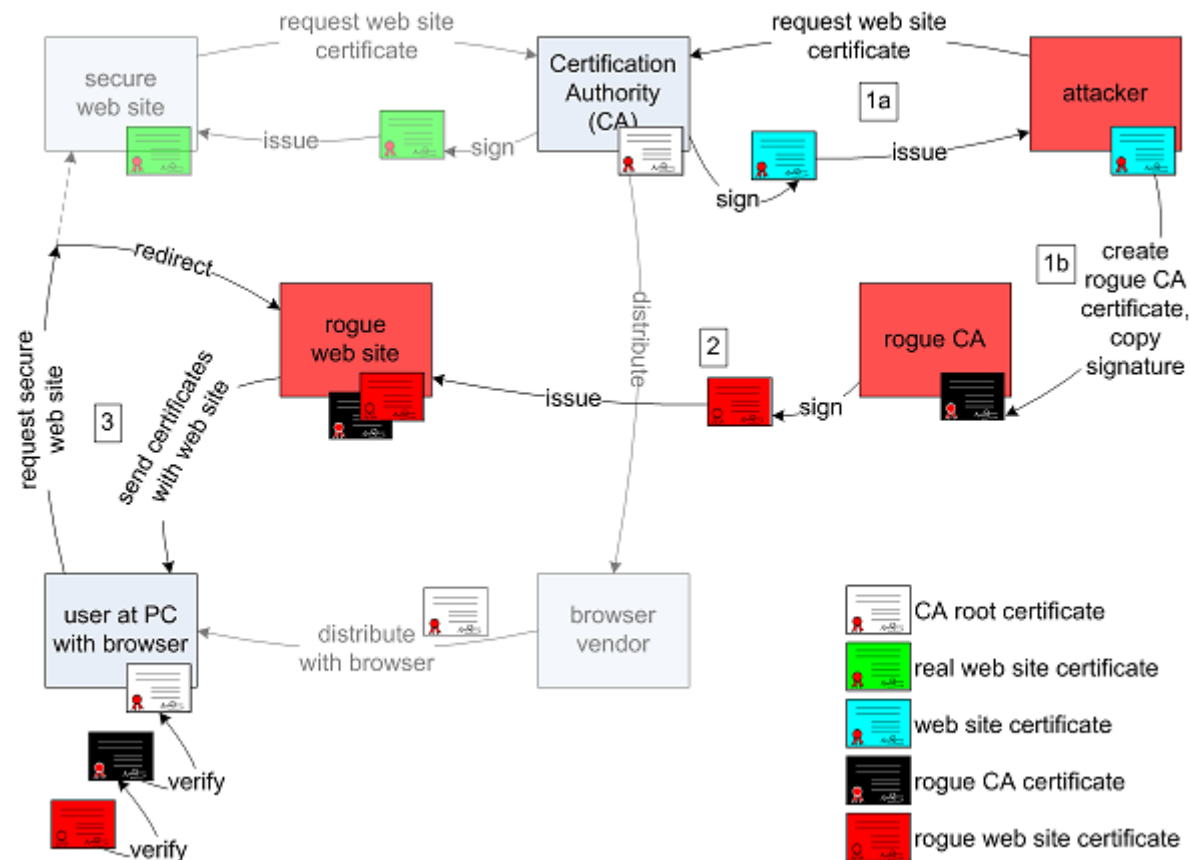 request web site
certificate
request web site
certificate
secure
web site
Certification
Authority
(CA)
1a
attacker
issue
sign
issue
sign
redirect
1b
create
rogue CA
certificate,
copy
signature
distribute
rogue
web site
2
rogue CA
issue
sign
request secure
web site
3
send certificates
with web site
user at PC
with browser
distribute
with browser
browser
vendor
CA root certificate
real web site certificate
web site certificate
rogue CA certificate
rogue web site certificate
verify
verify